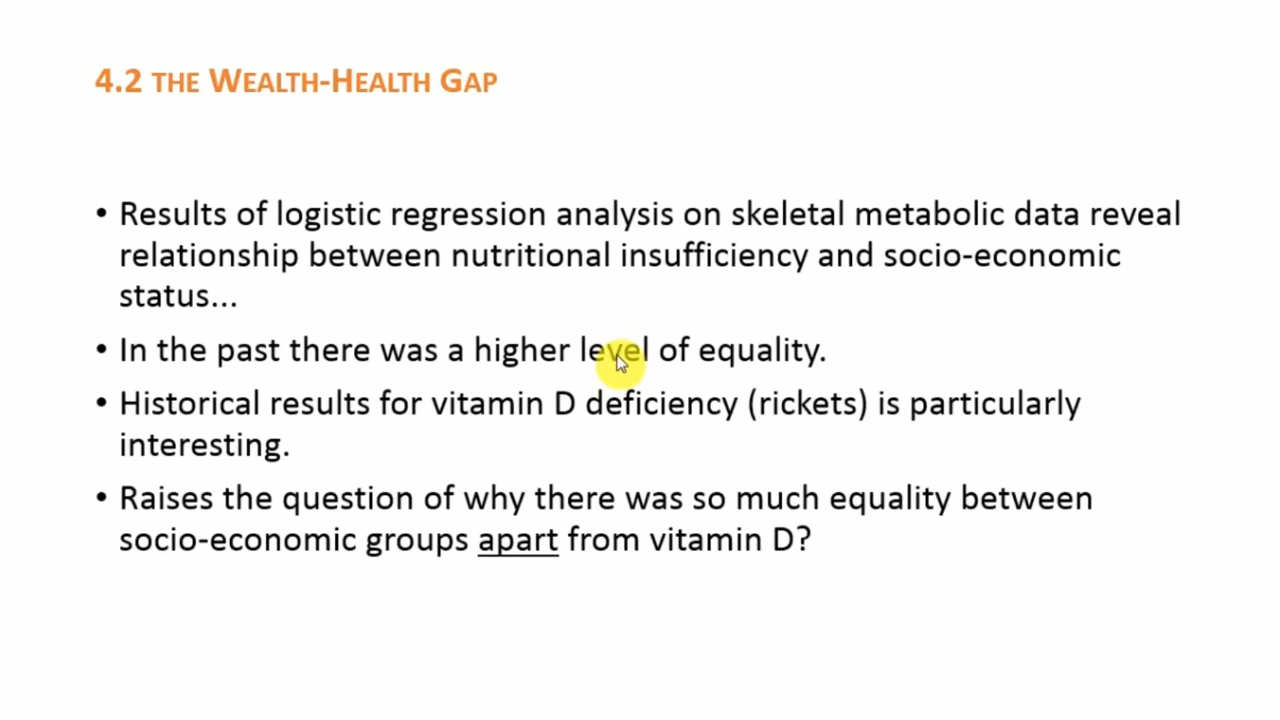 4.2 THE WEALTH-HEALTH GAP
• Results of logistic regression analysis on skeletal metabolic data reveal
relationship between nutritional insufficiency and socio-economic
status...
• In the past there was a higher level of equality.
• Historical results for vitamin D deficiency (rickets) is particularly
interesting.
• Raises the question of why there was so much equality between
socio-economic groups apart from vitamin D?